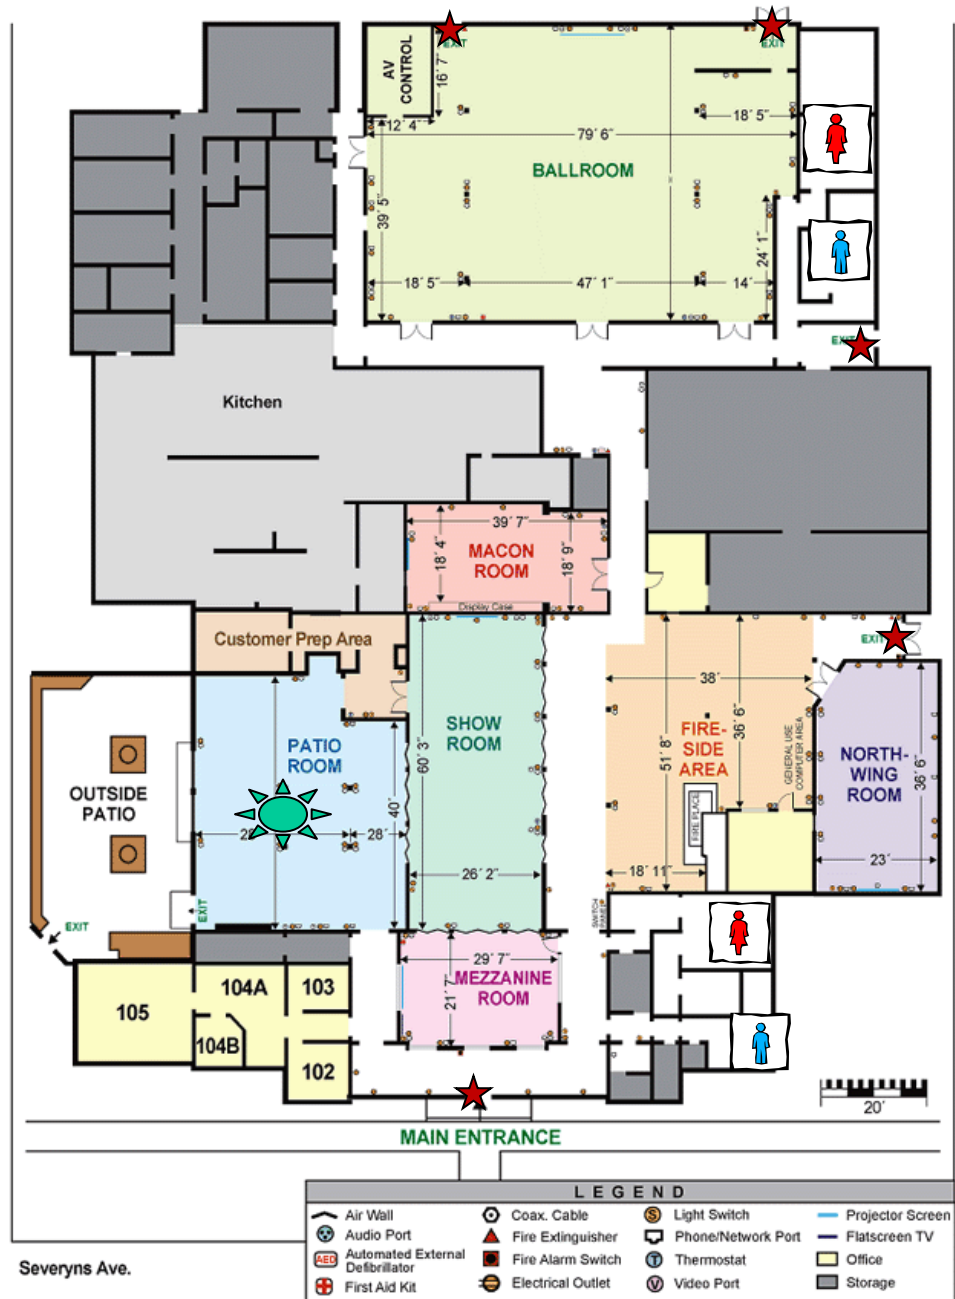 EXIT
EXIT
AV
CONTROL
16' 7"
12' 4"
18' 5"
79' 6"
BALLROOM
39' 5"
24' 1"
18' 5"
47' 1"
14'
EXIT
Kitchen
39' 7"
18' 4"
MACON
ROOM
18' 9"
Display Case
Customer Prep Area
EXIT
38'
SHOW
ROOM
60' 3"
FIRE-
SIDE
AREA
36' 6"
51' 8"
GENERAL USE
COMPUTER AREA
PATIO
ROOM
NORTH-
WING
ROOM
36' 6"
OUTSIDE
PATIO
40'
28'
FIRE PLACE
26' 2"
18' 11"
23'
EXIT
EXIT
SWITCH
PANEL
29' 7"
MEZZANINE
ROOM
21' 7"
105
104A
103
104B
102
20'
MAIN ENTRANCE
LEGEND
Air Wall
Coax. Cable
Light Switch
Projector Screen
Audio Port
Fire Extinguisher
Phone/Network Port
Flatscreen TV
AED
Automated External
Defibrillator
Fire Alarm Switch
T
Thermostat
Office
First Aid Kit
Electrical Outlet
V
Video Port
Storage
S
Severyns Ave.